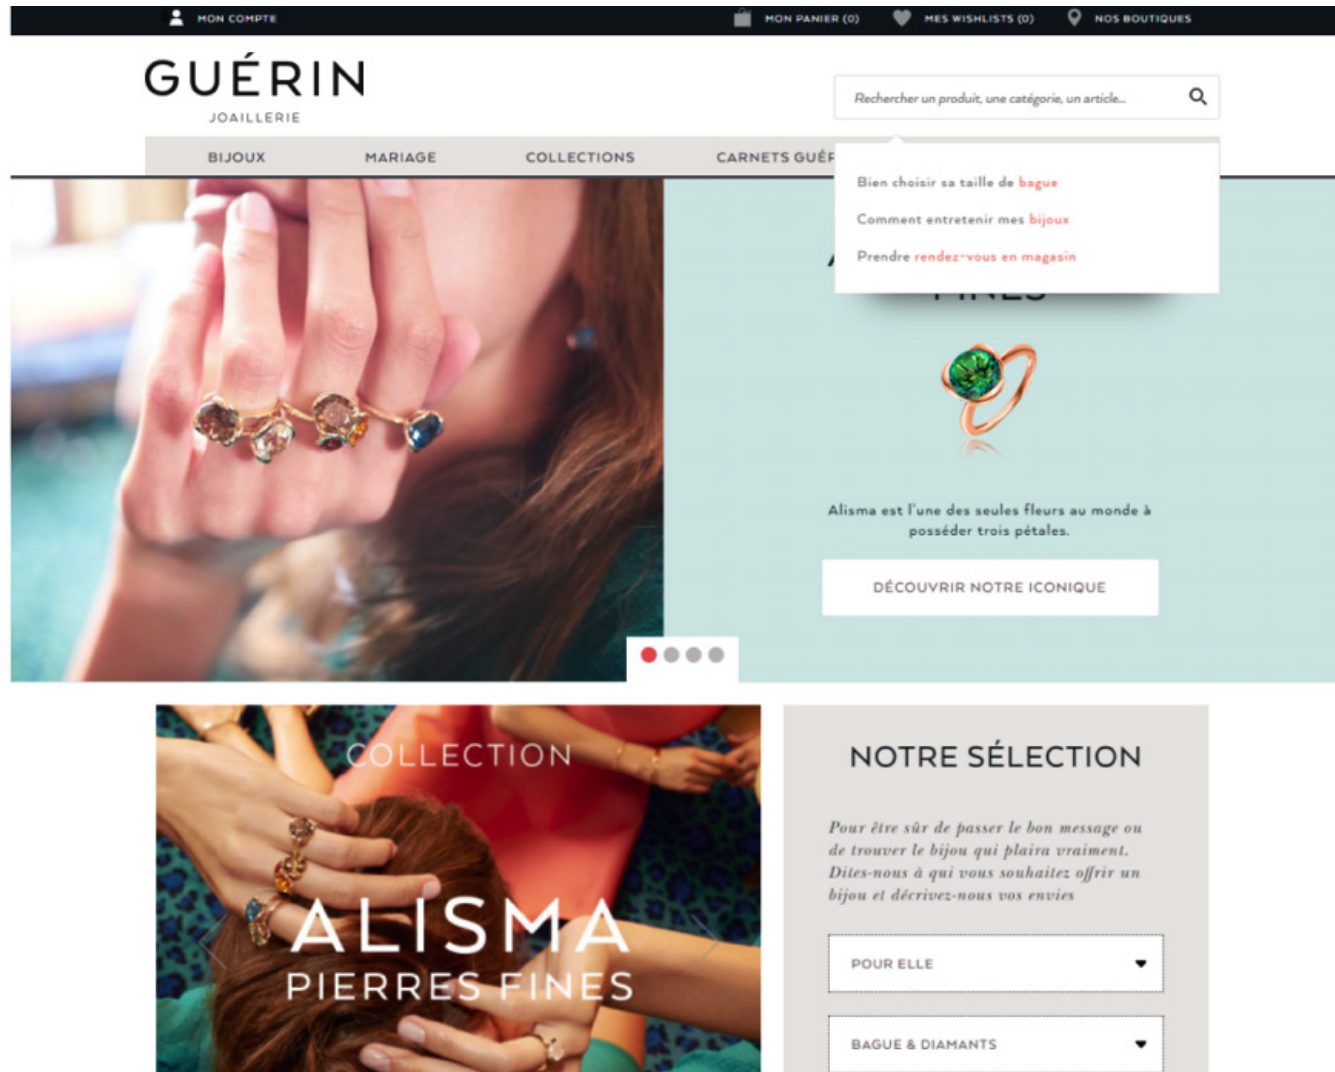 MON COMPTE
MON PANIER (0)
MES WISHLISTS (0)
NOS BOUTIQUES
GUÉRIN
JOAILLERIE
Rechercher un produit, une catégorie, un article...
BIJOUX
MARIAGE
COLLECTIONS
CARNETS
Bien choisir sa taille de bague
Comment entretenir mes bijoux
Prendre rendez-vous en magasin
FINES
Alisma est l'une des seules fleurs au monde à
posséder trois pétales.
DÉCOUVRIR NOTRE ICONIQUE
COLLECTION
ALISMA
PIERRES FINES
NOTRE SÉLECTION
Pour être sûr de passer le bon message ou
de trouver le bijou qui plaira vraiment.
Dites-nous à qui vous souhaitez offrir un
bijou et décrivez-nous vos envies
POUR ELLE
BAGUE & DIAMANTS